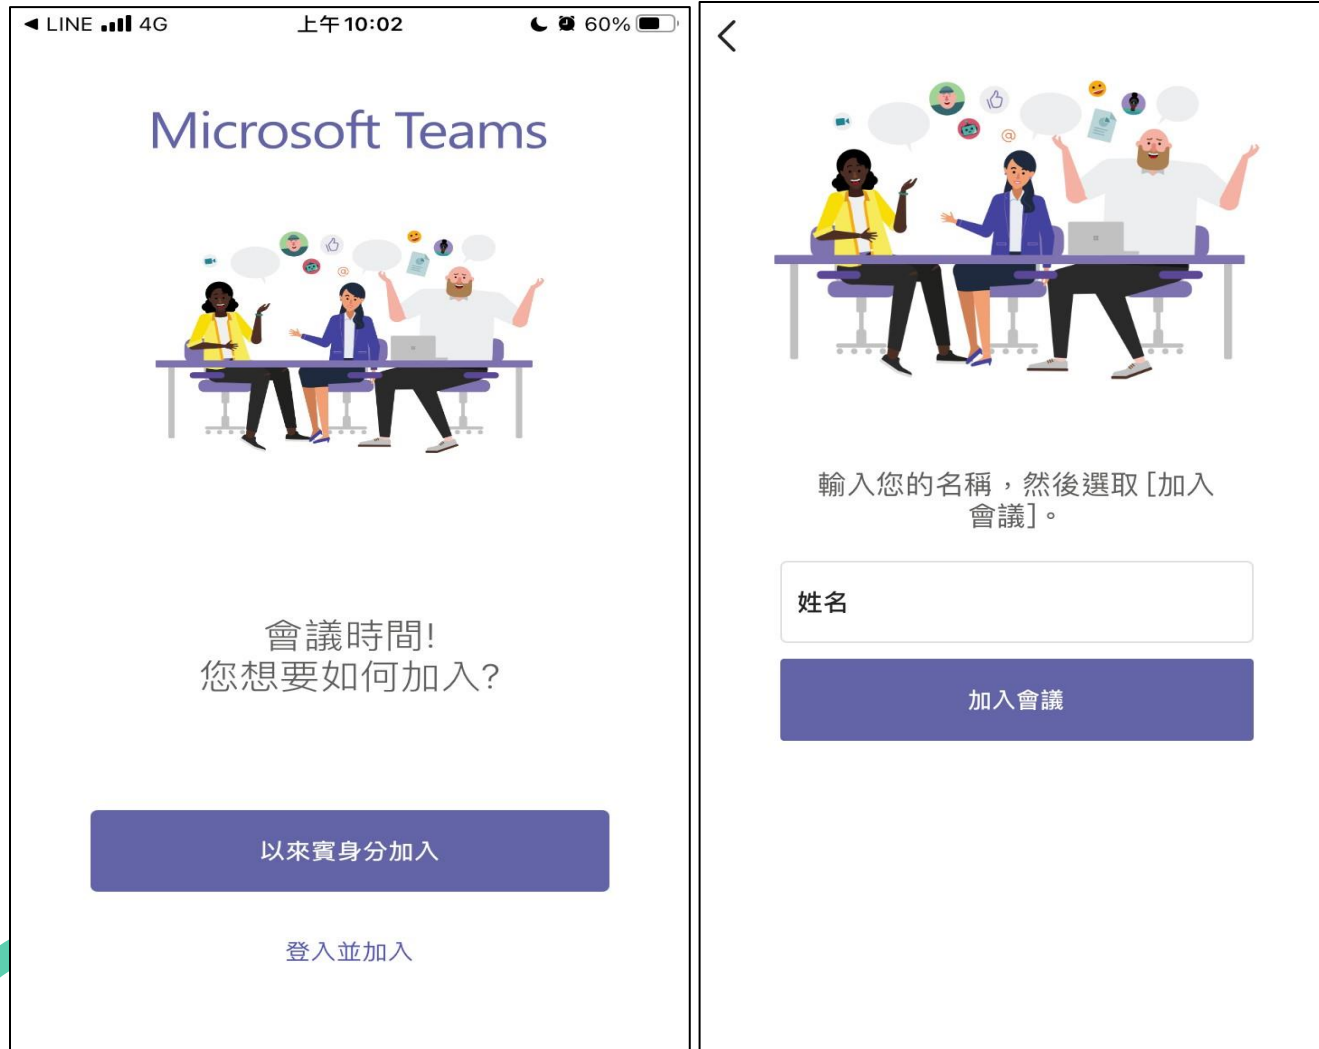 LINE 4G 上午10:02 60%
Microsoft Teams
@
會議時間!
您想要如何加入?
以來賓身分加入
登入並加入
@
輸入您的名稱，然後選取 [加入
會議]。
姓名
加入會議